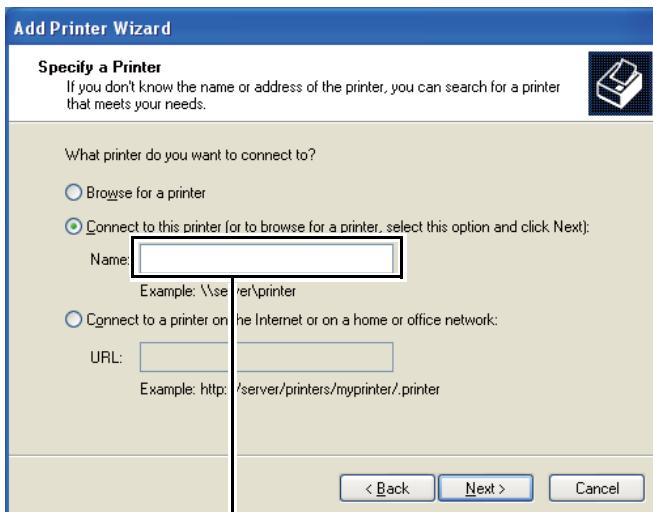 Add Printer Wizard
Specify a Printer
If you don't know the name or address of the printer, you can search for a printer
that meets your needs.
What printer do you want to connect to?
Browse for a printer
Connect to this printer (or to browse for a printer, select this option and click Next):
Name:
Example: \\server\printer
Connect to a printer on the Internet or on a home or office network:
URL:
Example: http://server/printers/myprinter/.printer
< Back Next > Cancel